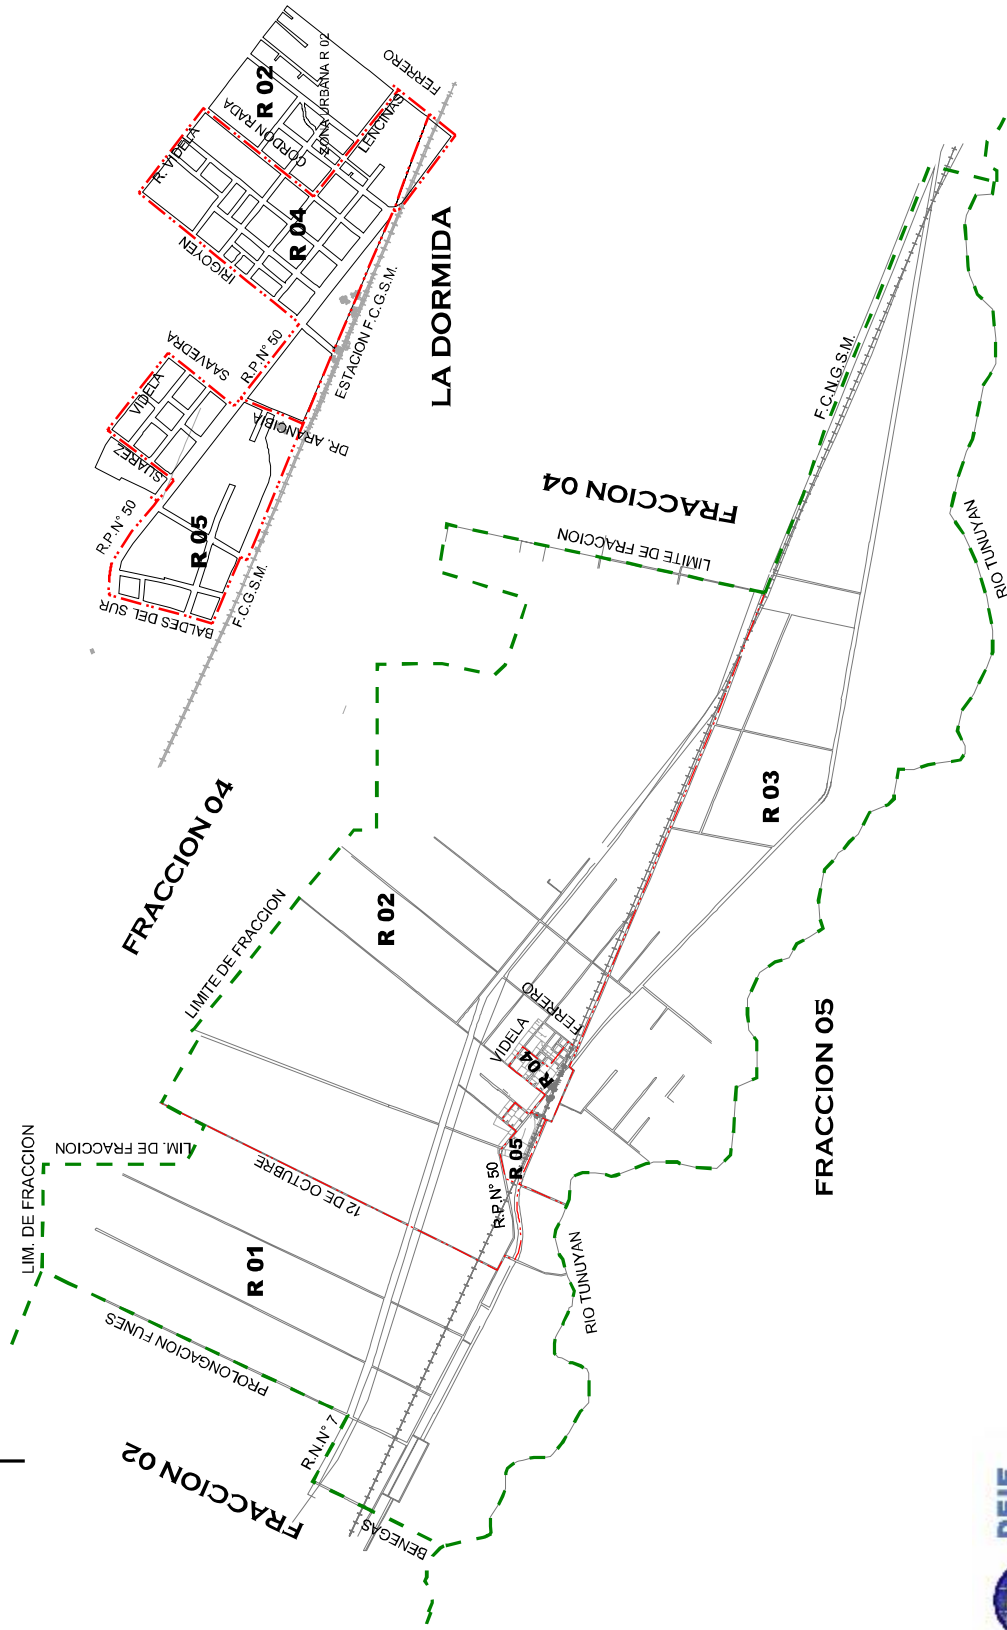 FERRERO
R 02
ZONA URBANA R 02
CORDON RADA
LENCINAS
R. VIDELA
R 04
IRIGOYEN
LA DORMIDA
ESTACION F.C.G.S.M.
R.P.N° 50
SAAVEDRA
VIDELA
DR. ARANCIBIA
SUAREZ
R.P.N° 50
R 05
F.C.G.S.M.
BALDES DEL SUR
F.C.N.G.S.M.
FRACCION 04
LIMITE DE FRACCION
RIO TUNUYAN
R 03
FRACCION 04
R 02
LIMITE DE FRACCION
FERRERO
VIDELA
R 04
FRACCION 05
R 05
R.P.N° 50
LIM. DE FRACCION
LIM. DE FRACCION
12 DE OCTUBRE
R 01
RIO TUNUYAN
PROLONGACION FUNES
R.N.N° 7
FRACCION 02
BENEGAS
DEIE